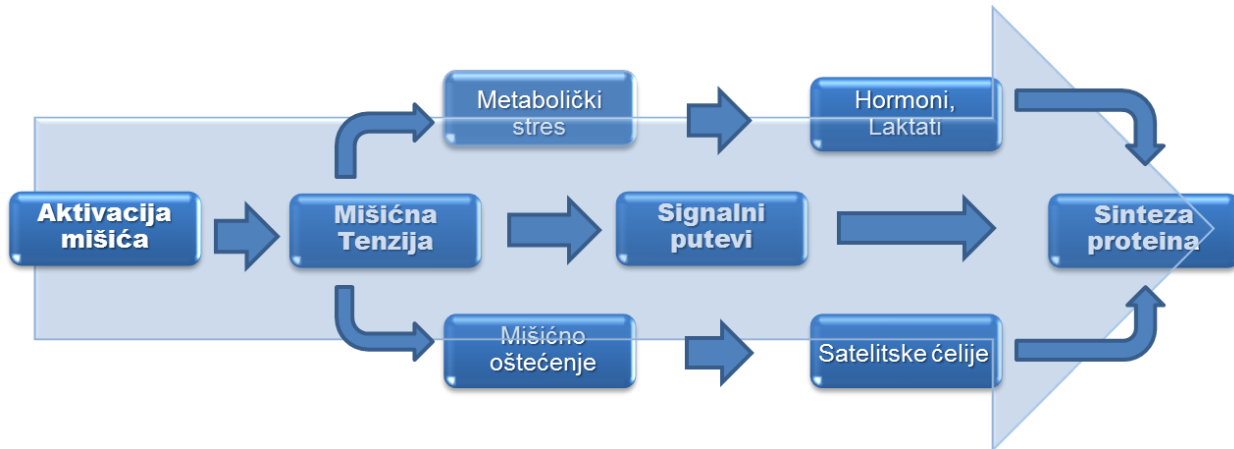 Metabolički
stres
Hormoni,
Laktati
Aktivacija
mišića
Mišićna
Tenzija
Signalni
putevi
Sinteza
proteina
Mišićno
oštećenje
Satelitske ćelije